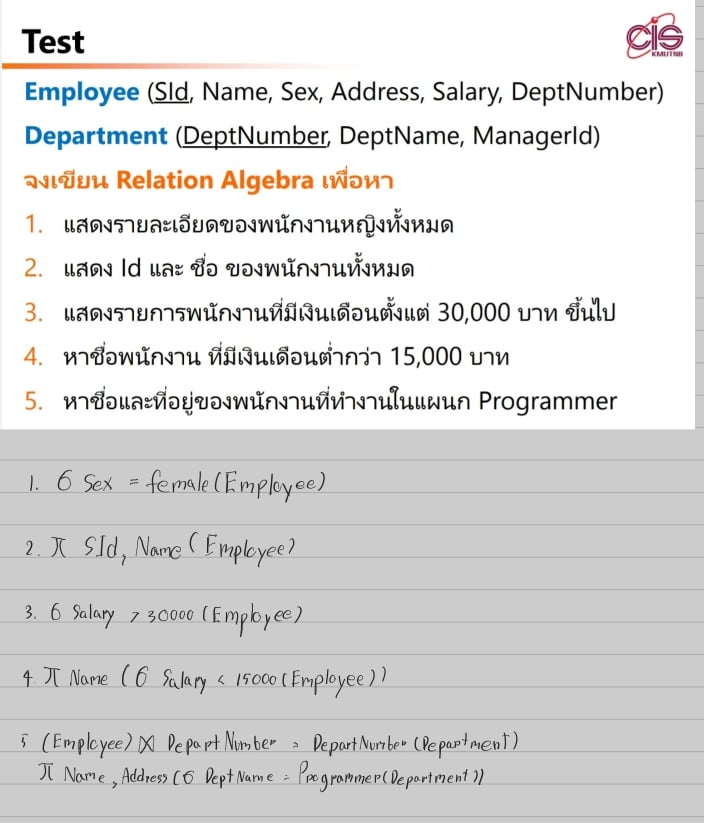 Test
CIS
KMUTNB
Employee (SId, Name, Sex, Address, Salary, DeptNumber)
Department (DeptNumber, DeptName, ManagerId)
จงเขียน Relation Algebra เพื่อหา
1. แสดงรายละเอียดของพนักงานหญิงทั้งหมด
2. แสดง Id และ ชื่อ ของพนักงานทั้งหมด
3. แสดงรายการพนักงานที่มีเงินเดือนตั้งแต่ 30,000 บาท ขึ้นไป
4. หาชื่อพนักงาน ที่มีเงินเดือนต่ำกว่า 15,000 บาท
5. หาชื่อและที่อยู่ของพนักงานที่ทำงานในแผนก Programmer
1. σ Sex = female (Employee)
2. π SId, Name (Employee)
3. σ Salary > 30000 (Employee)
4. π Name (σ Salary < 15000 (Employee))
5 (Employee) ⋈ Depart Number = DepartNumber (Department)
π Name, Address (σ DeptName = Programmer (Department))